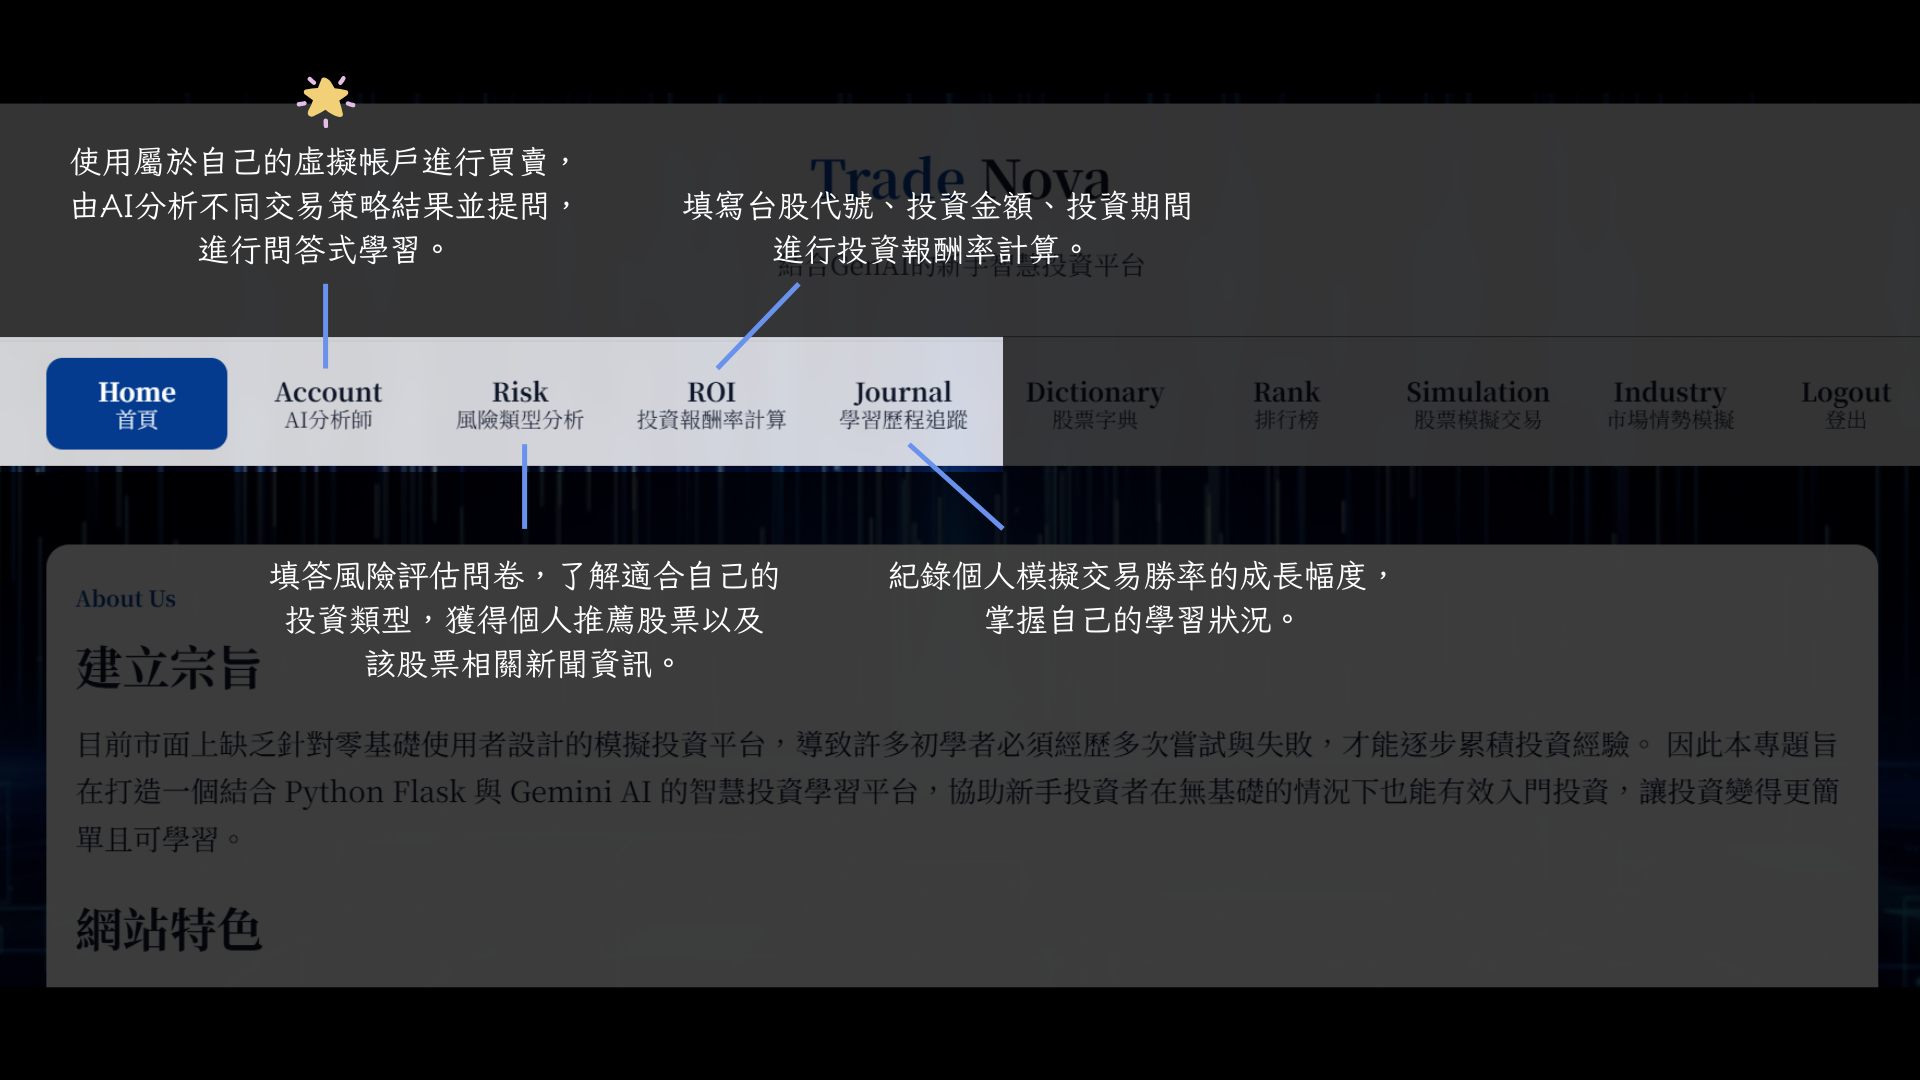 Trade Nova
使用屬於自己的虛擬帳戶進行買賣，
由AI分析不同交易策略結果並提問，
進行問答式學習。
填寫台股代號、投資金額、投資期間
進行投資報酬率計算。
結合GenAI的新手智慧投資平台
Home
首頁
Account
AI分析師
Risk
風險類型分析
ROI
投資報酬率計算
Journal
學習歷程追蹤
Dictionary
股票字典
Rank
排行榜
Simulation
股票模擬交易
Industry
市場情勢模擬
Logout
登出
填答風險評估問卷，了解適合自己的
投資類型，獲得個人推薦股票以及
該股票相關新聞資訊。
紀錄個人模擬交易勝率的成長幅度，
掌握自己的學習狀況。
About Us
建立宗旨
目前市面上缺乏針對零基礎使用者設計的模擬投資平台，導致許多初學者必須經歷多次嘗試與失敗，才能逐步累積投資經驗。 因此本專題旨
在打造一個結合 Python Flask 與 Gemini AI 的智慧投資學習平台，協助新手投資者在無基礎的情況下也能有效入門投資，讓投資變得更簡
單且可學習。
網站特色